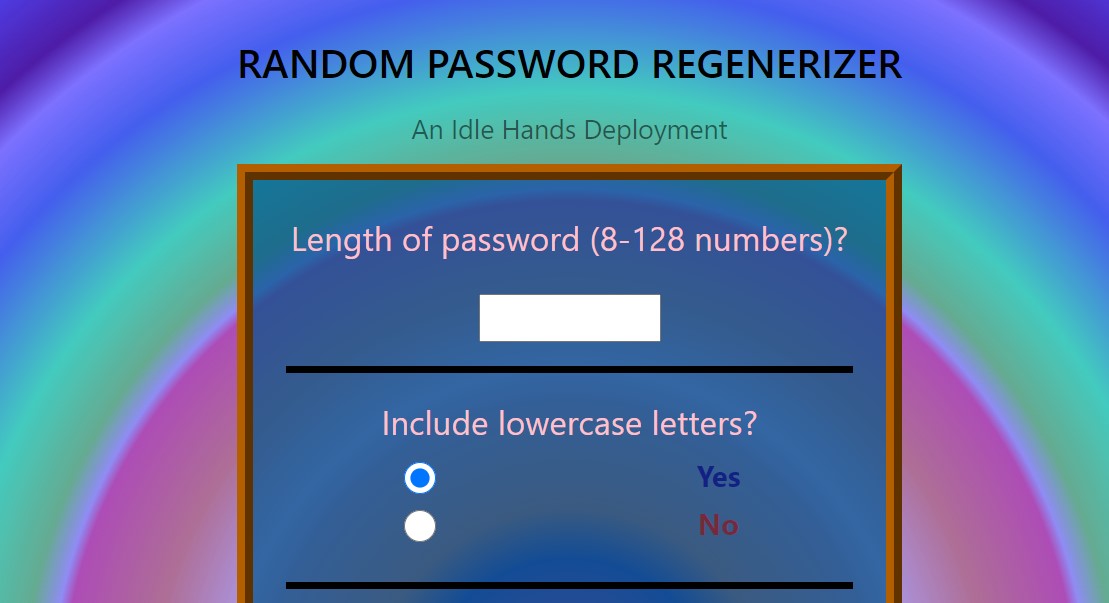 RANDOM PASSWORD REGENERIZER
An Idle Hands Deployment
Length of password (8-128 numbers)?
Include lowercase letters?
Yes
No